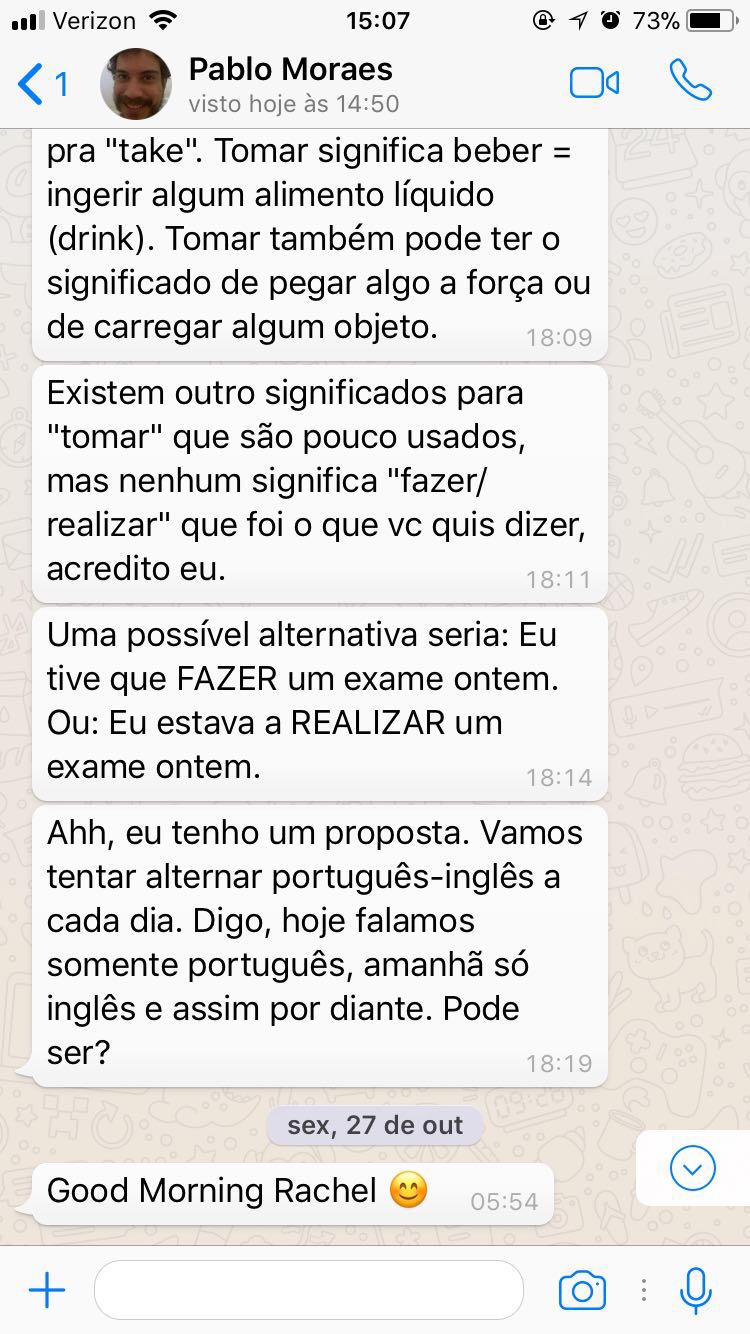 Verizon 15:07 73%
1 Pablo Moraes
visto hoje às 14:50
pra "take". Tomar significa beber =
ingerir algum alimento líquido
(drink). Tomar também pode ter o
significado de pegar algo a força ou
de carregar algum objeto. 18:09
Existem outro significados para
"tomar" que são pouco usados,
mas nenhum significa "fazer/
realizar" que foi o que vc quis dizer,
acredito eu. 18:11
Uma possível alternativa seria: Eu
tive que FAZER um exame ontem.
Ou: Eu estava a REALIZAR um
exame ontem. 18:14
Ahh, eu tenho um proposta. Vamos
tentar alternar português-inglês a
cada dia. Digo, hoje falamos
somente português, amanhã só
inglês e assim por diante. Pode
ser? 18:19
sex, 27 de out
Good Morning Rachel 😊 05:54